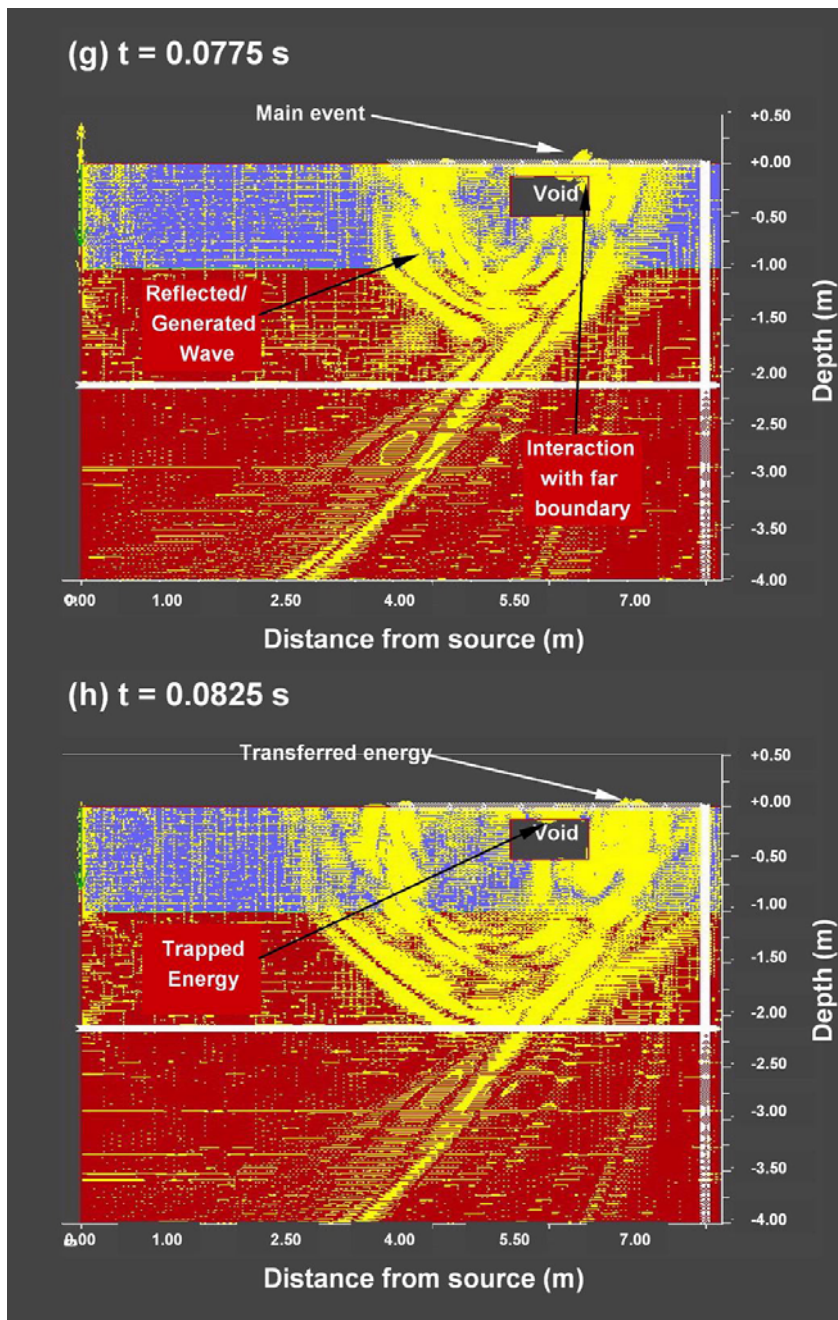 (g) t = 0.0775 s
Main event
+0.50
+0.00
Void
-0.50
-1.00
Reflected/
Generated
Wave
-1.50
-2.00
Depth (m)
-2.50
Interaction
with far
boundary
-3.00
-3.50
-4.00
0.00 1.00 2.50 4.00 5.50 7.00
Distance from source (m)
(h) t = 0.0825 s
Transferred energy
+0.50
+0.00
Void
-0.50
-1.00
Trapped
Energy
-1.50
-2.00
Depth (m)
-2.50
-3.00
-3.50
-4.00
0.00 1.00 2.50 4.00 5.50 7.00
Distance from source (m)